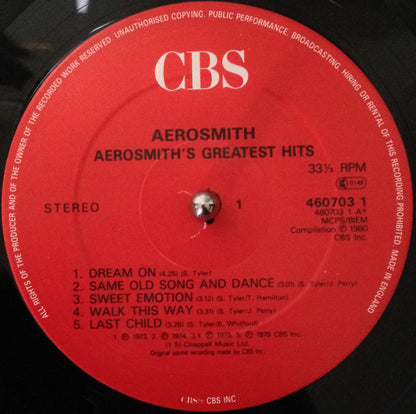 ALL RIGHTS OF THE PRODUCER AND OF THE OWNER OF THE RECORDED WORK RESERVED. UNAUTHORISED COPYING. PUBLIC PERFORMANCE. BROADCASTING. HIRING OR RENTAL OF THIS RECORD PROHIBITED. MADE IN ENGLAND
CBS
AEROSMITH
AEROSMITH'S GREATEST HITS
33⅓ RPM
STEREO
1
460703 1
460703 1 A
MCPS/BIEM
Compilation ℗ 1980
CBS Inc.
1. DREAM ON (4.25) (S. Tyler)
2. SAME OLD SONG AND DANCE (3.01) (S. Tyler/J. Perry)
3. SWEET EMOTION (3.12) (S. Tyler/T. Hamilton)
4. WALK THIS WAY (3.31) (S. Tyler/J. Perry)
5. LAST CHILD (3.26) (S. Tyler/B. Whitford)
1. ℗ 1973, 2. ℗ 1974, 3.4. ℗ 1975, 5. ℗ 1976 CBS Inc.
(1-5) Chappell Music Ltd.
Original sound recording made by CBS Inc.
CBS INC